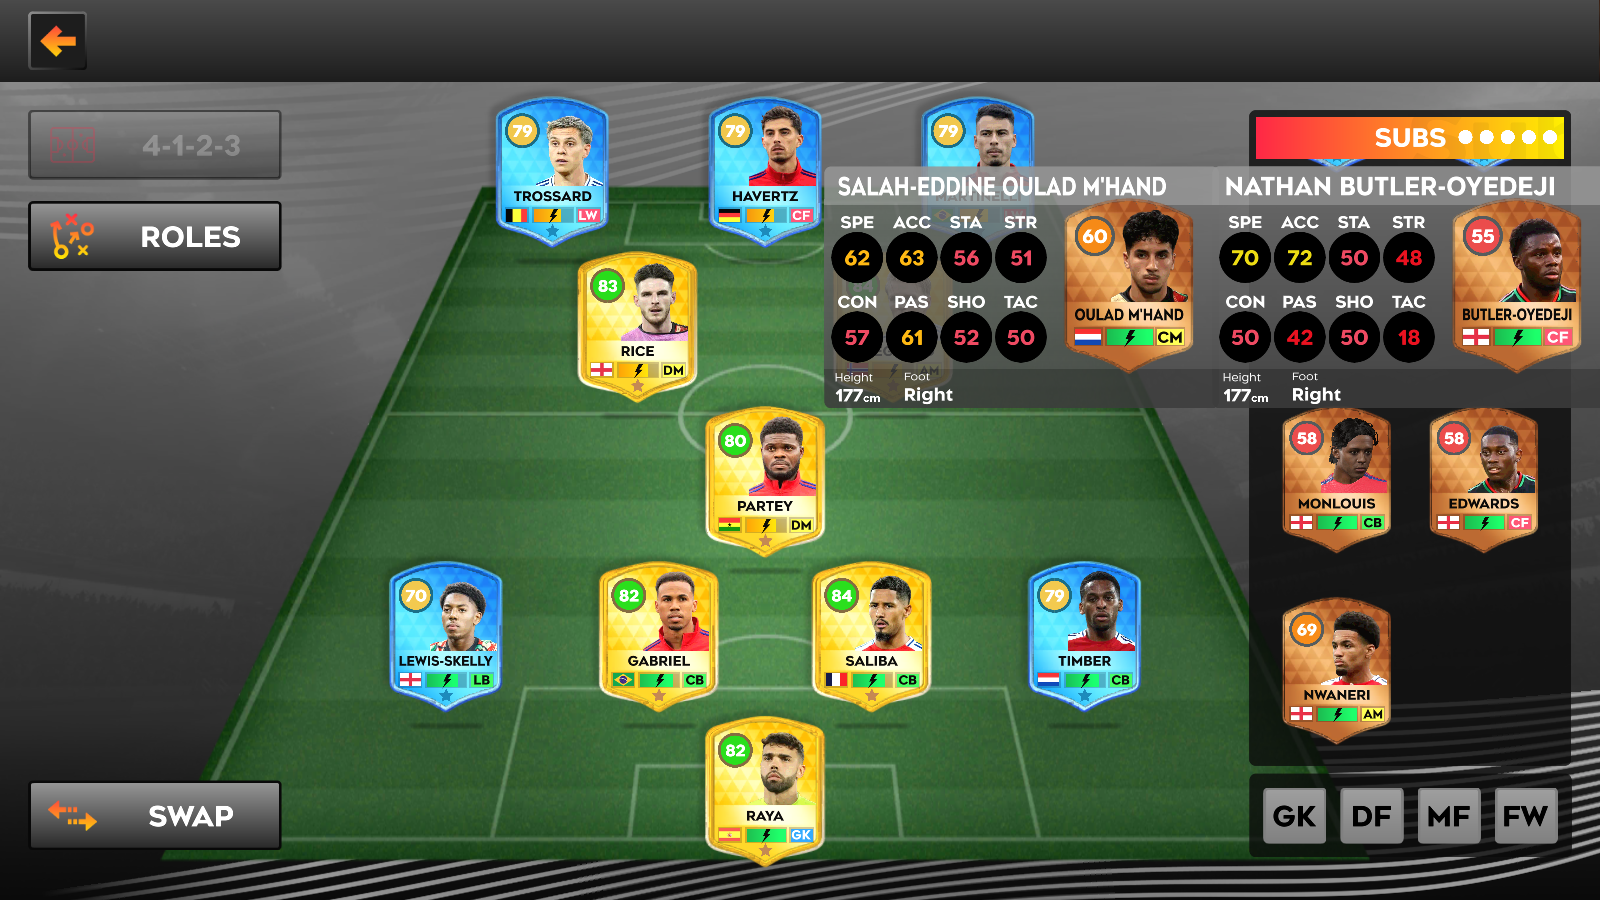 4-1-2-3
ROLES
SWAP
79
TROSSARD
LW
79
HAVERTZ
CF
79
MARTINELLI
83
RICE
DM
80
PARTEY
DM
70
LEWIS-SKELLY
LB
82
GABRIEL
CB
84
SALIBA
CB
79
TIMBER
CB
82
RAYA
GK
SUBS
SALAH-EDDINE OULAD M'HAND
SPE ACC STA STR
62 63 56 51
CON PAS SHO TAC
57 61 52 50
Height Foot
177cm Right
60
OULAD M'HAND
CM
NATHAN BUTLER-OYEDEJI
SPE ACC STA STR
70 72 50 48
CON PAS SHO TAC
50 42 50 18
Height Foot
177cm Right
55
BUTLER-OYEDEJI
CF
84
AM
58
MONLOUIS
CB
58
EDWARDS
CF
69
NWANERI
AM
GK DF MF FW